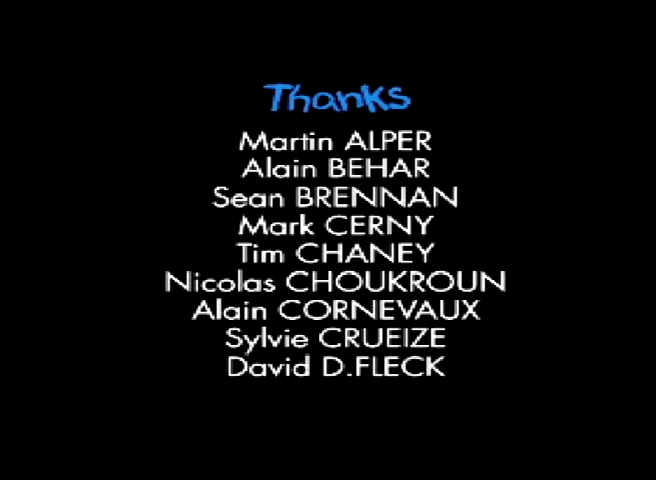 Thanks
Martin ALPER
Alain BEHAR
Sean BRENNAN
Mark CERNY
Tim CHANEY
Nicolas CHOUKROUN
Alain CORNEVAUX
Sylvie CRUEIZE
David D.FLECK